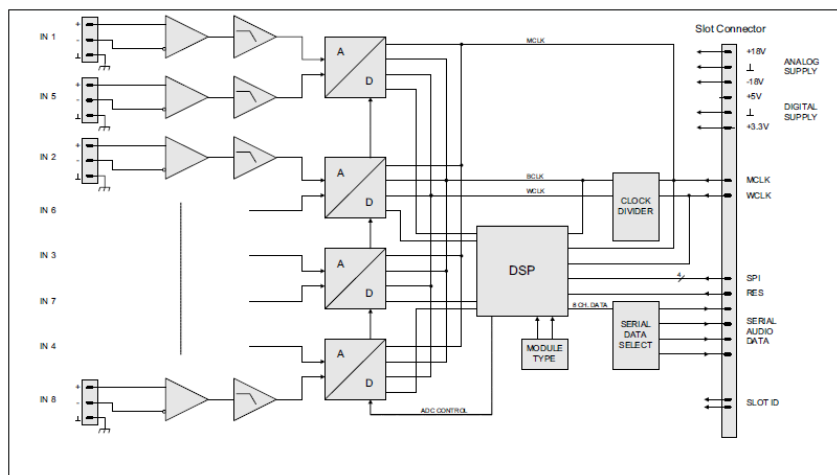 Slot Connector
IN 1
+
-
⊥
A
D
MCLK
+18V
⊥
-18V
ANALOG
SUPPLY
IN 5
+
-
⊥
+5V
⊥
+3.3V
DIGITAL
SUPPLY
IN 2
+
-
⊥
A
D
BCLK
WCLK
CLOCK
DIVIDER
MCLK
WCLK
IN 6
IN 3
A
D
DSP
4
SPI
RES
IN 7
8 CH. DATA
SERIAL
DATA
SELECT
SERIAL
AUDIO
DATA
IN 4
A
D
MODULE
TYPE
IN 8
+
-
⊥
ADC CONTROL
SLOT ID